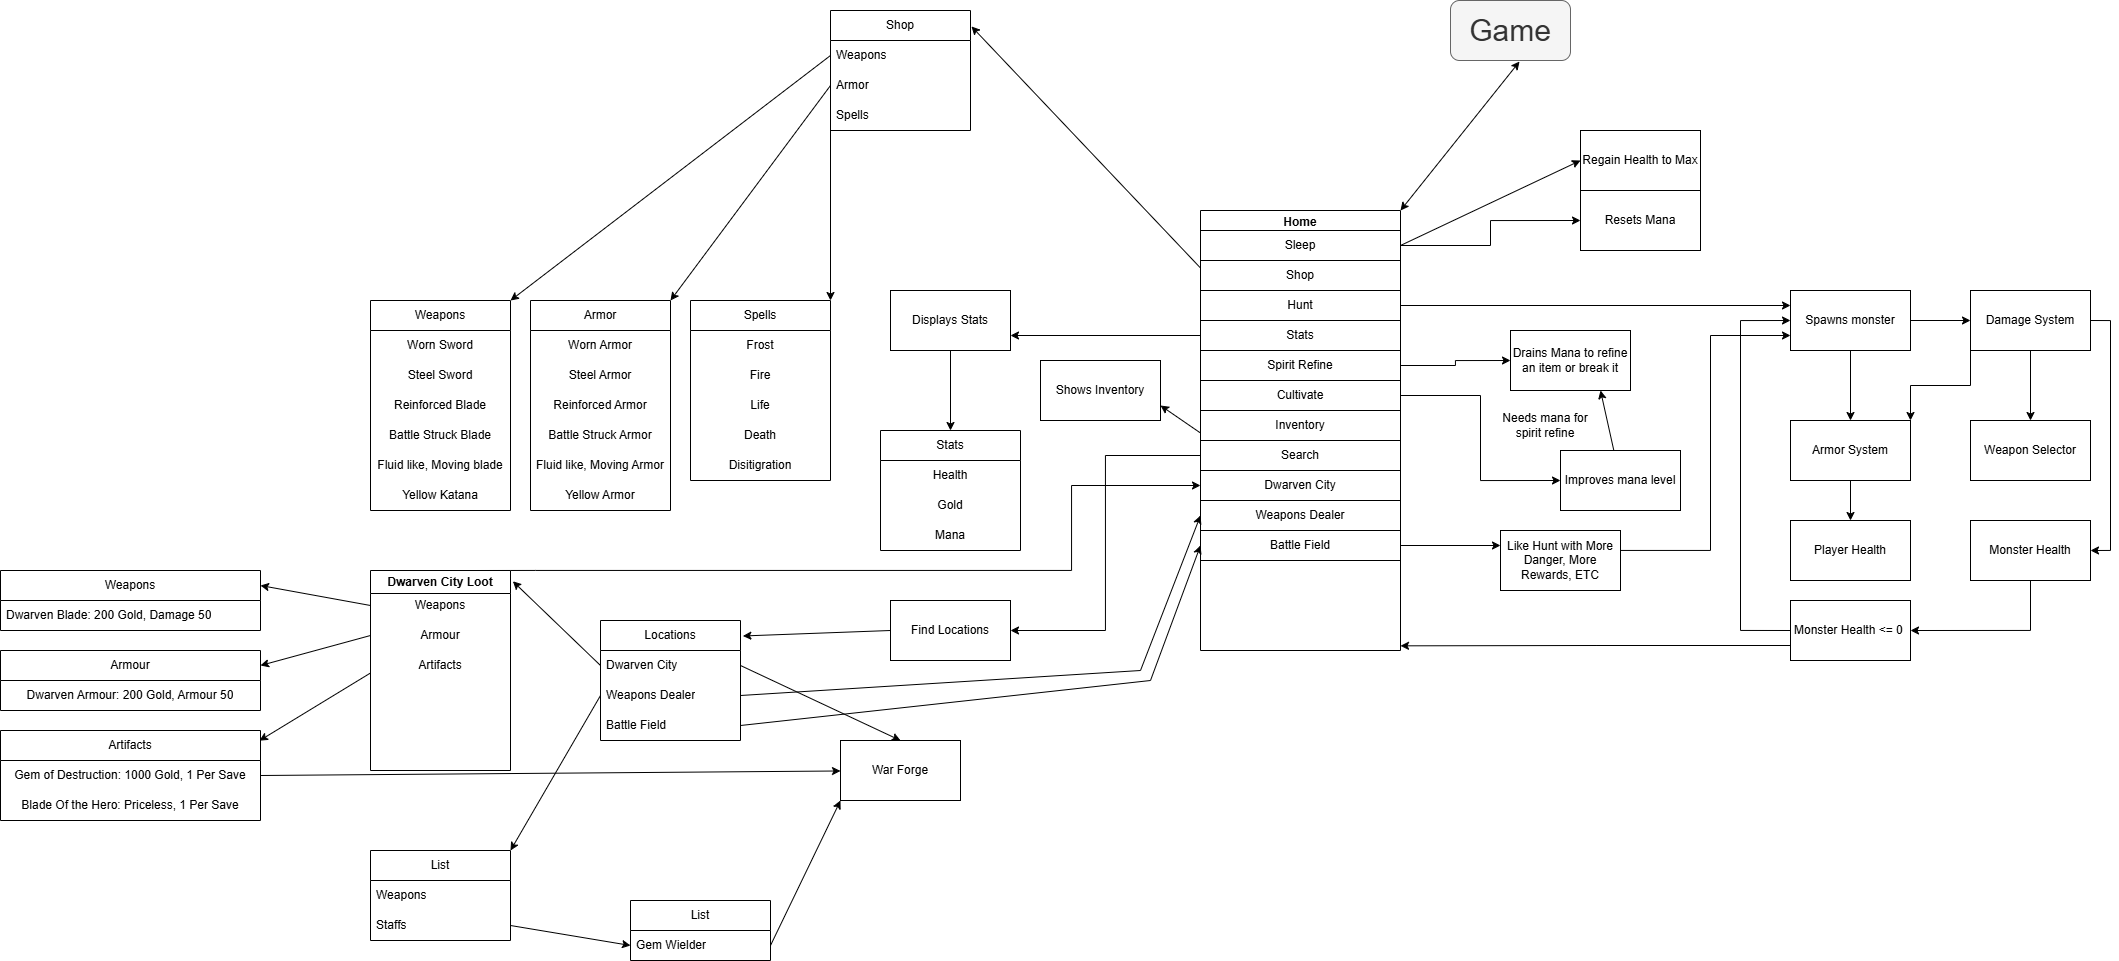 Game
Shop
Weapons
Armor
Spells
Regain Health to Max
Resets Mana
Home
Sleep
Shop
Hunt
Stats
Spirit Refine
Cultivate
Inventory
Search
Dwarven City
Weapons Dealer
Battle Field
Weapons
Worn Sword
Steel Sword
Reinforced Blade
Battle Struck Blade
Fluid like, Moving blade
Yellow Katana
Armor
Worn Armor
Steel Armor
Reinforced Armor
Battle Struck Armor
Fluid like, Moving Armor
Yellow Armor
Spells
Frost
Fire
Life
Death
Disitigration
Displays Stats
Shows Inventory
Stats
Health
Gold
Mana
Drains Mana to refine
an item or break it
Needs mana for
spirit refine
Improves mana level
Like Hunt with More
Danger, More
Rewards, ETC
Spawns monster
Damage System
Armor System
Weapon Selector
Player Health
Monster Health
Monster Health <= 0
Weapons
Dwarven Blade: 200 Gold, Damage 50
Armour
Dwarven Armour: 200 Gold, Armour 50
Artifacts
Gem of Destruction: 1000 Gold, 1 Per Save
Blade Of the Hero: Priceless, 1 Per Save
Dwarven City Loot
Weapons
Armour
Artifacts
Locations
Dwarven City
Weapons Dealer
Battle Field
Find Locations
War Forge
List
Weapons
Staffs
List
Gem Wielder